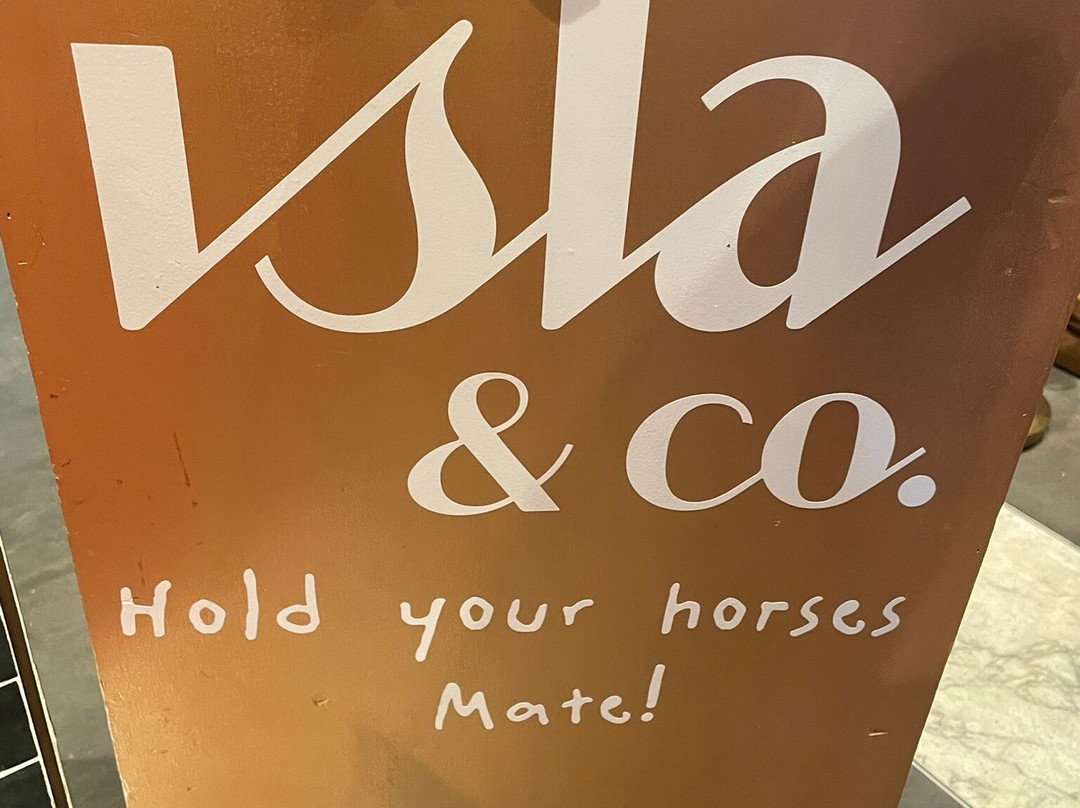 isla
& co.
Hold your horses
Mate!